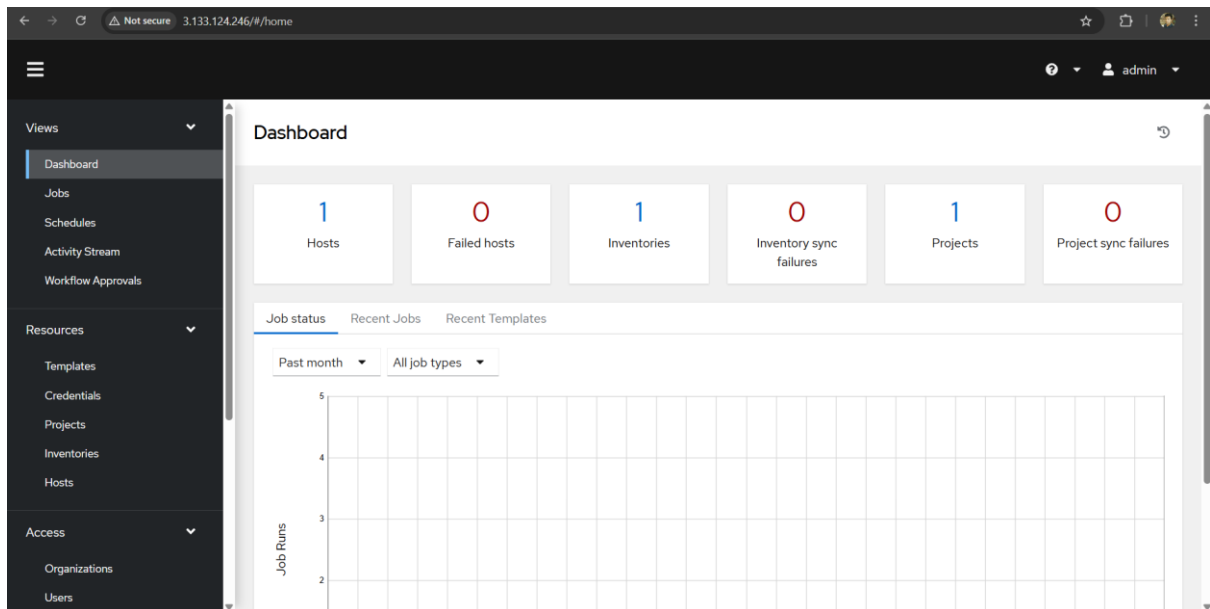 Not secure 3.133.124.246/#/home
admin
Views
Dashboard
Jobs
Schedules
Activity Stream
Workflow Approvals
Resources
Templates
Credentials
Projects
Inventories
Hosts
Access
Organizations
Users
Dashboard
1
Hosts
0
Failed hosts
1
Inventories
0
Inventory sync
failures
1
Projects
0
Project sync failures
Job status Recent Jobs Recent Templates
Past month All job types
5
4
3
2
Job Runs